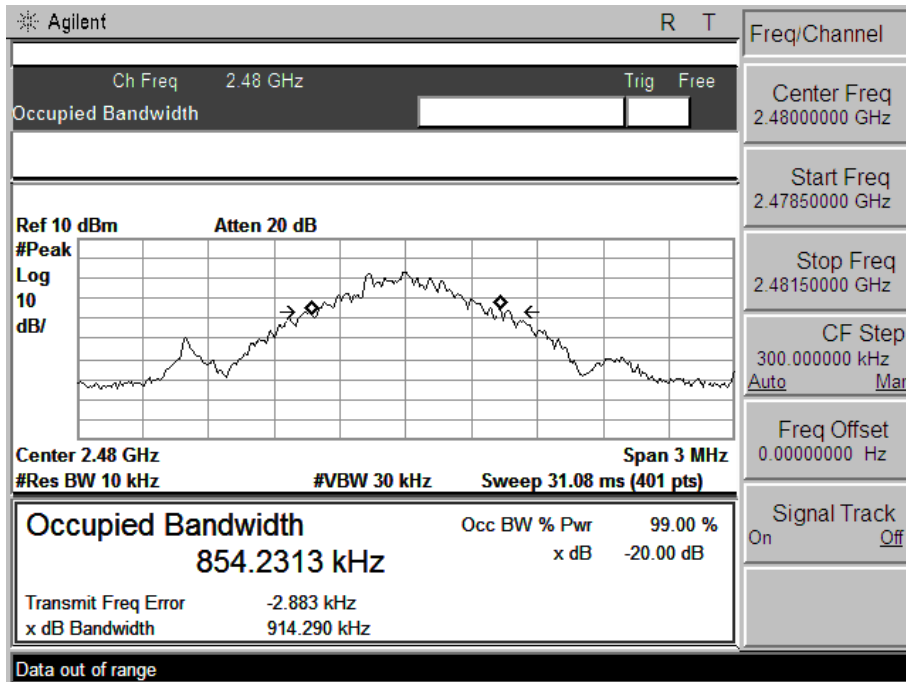 Agilent R T
Ch Freq 2.48 GHz Trig Free
Occupied Bandwidth
Ref 10 dBm Atten 20 dB
#Peak
Log
10
dB/
Center 2.48 GHz Span 3 MHz
#Res BW 10 kHz #VBW 30 kHz Sweep 31.08 ms (401 pts)
Occupied Bandwidth Occ BW % Pwr 99.00 %
854.2313 kHz x dB -20.00 dB
Transmit Freq Error -2.883 kHz
x dB Bandwidth 914.290 kHz
Data out of range
Freq/Channel
Center Freq
2.48000000 GHz
Start Freq
2.47850000 GHz
Stop Freq
2.48150000 GHz
CF Step
300.000000 kHz
Auto Mar
Freq Offset
0.00000000 Hz
Signal Track
On Off